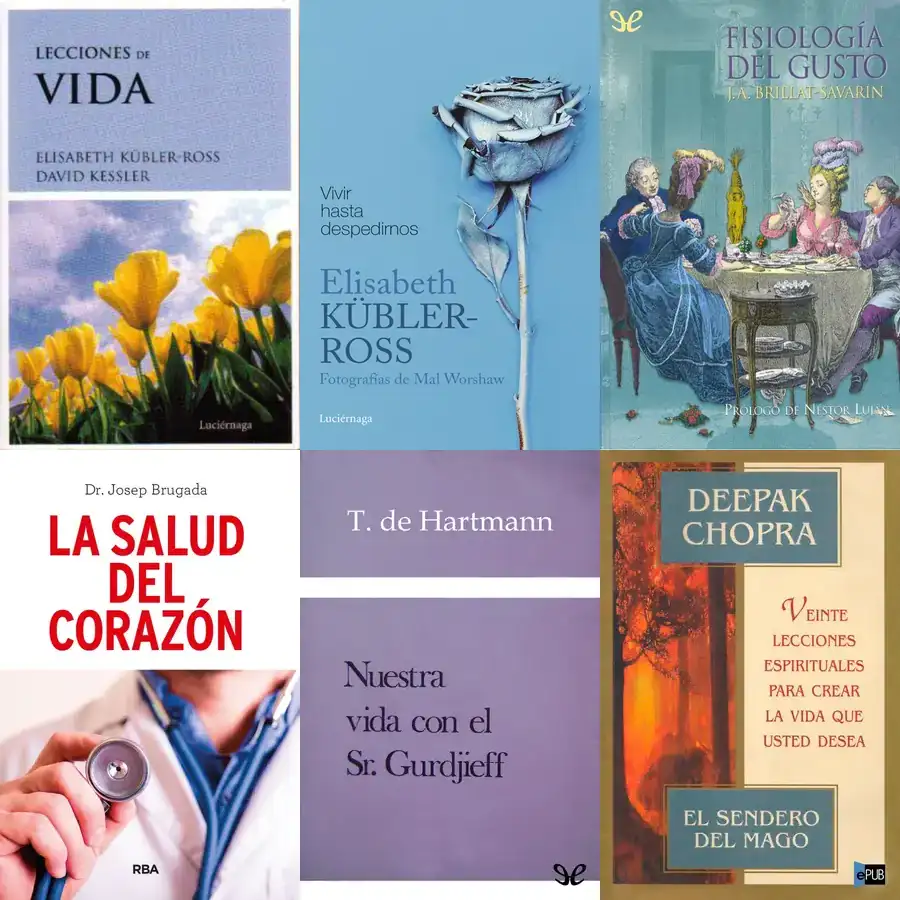 LECCIONES DE
VIDA
ELISABETH KÜBLER-ROSS
DAVID KESSLER
Luciérnaga
Vivir
hasta
despedirnos
Elisabeth
KÜBLER-
ROSS
Fotografías de Mal Worshaw
Luciérnaga
FISIOLOGÍA
DEL GUSTO
J.A. BRILLAT-SAVARIN
PRÓLOGO DE NÉSTOR LUJÁN
Dr. Josep Brugada
LA SALUD
DEL
CORAZÓN
RBA
T. de Hartmann
Nuestra
vida con el
Sr. Gurdjieff
DEEPAK
CHOPRA
VEINTE
LECCIONES
ESPIRITUALES
PARA CREAR
LA VIDA QUE
USTED DESEA
EL SENDERO
DEL MAGO
ePUB